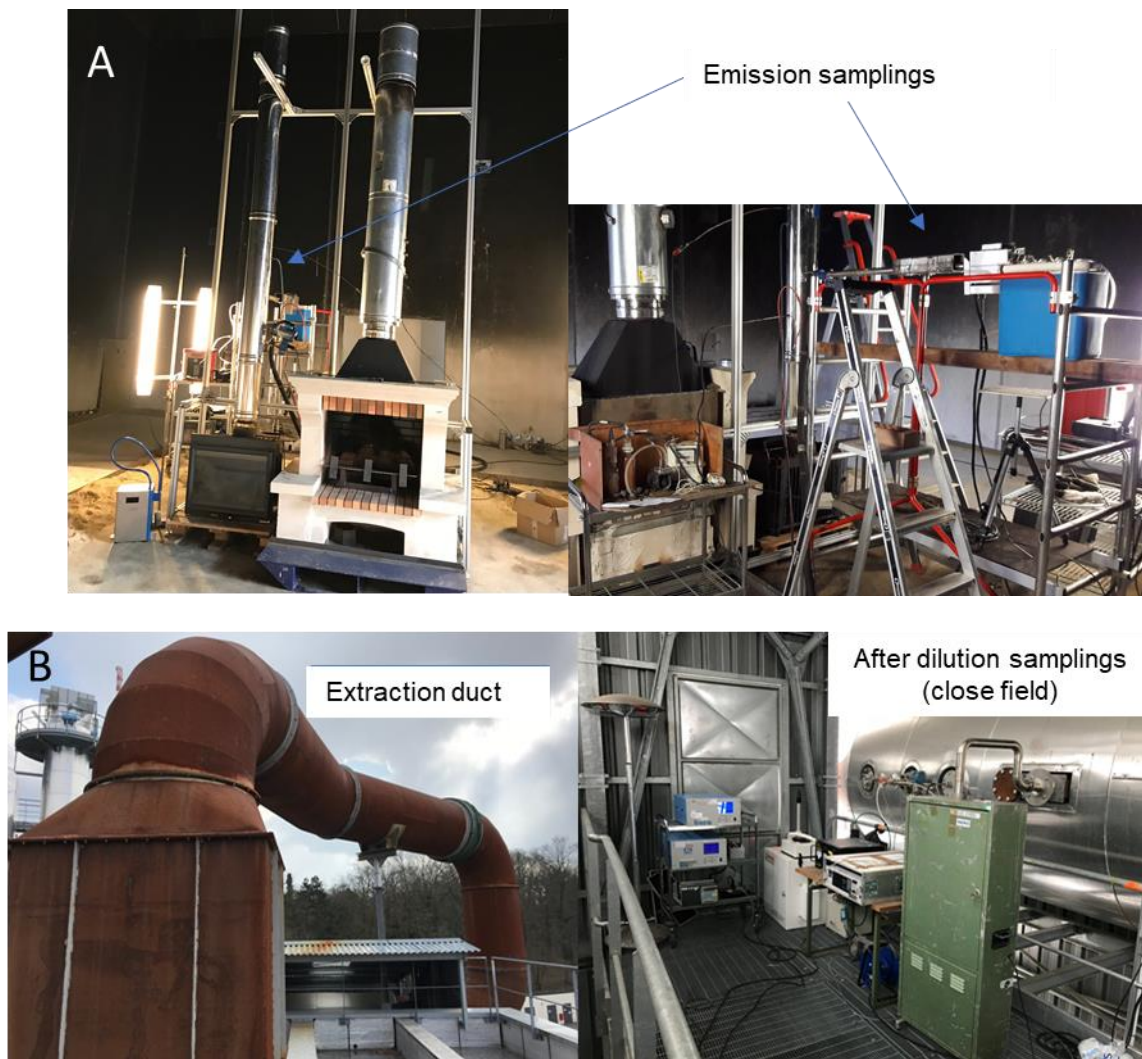 A
Emission samplings
B
Extraction duct
After dilution samplings
(close field)